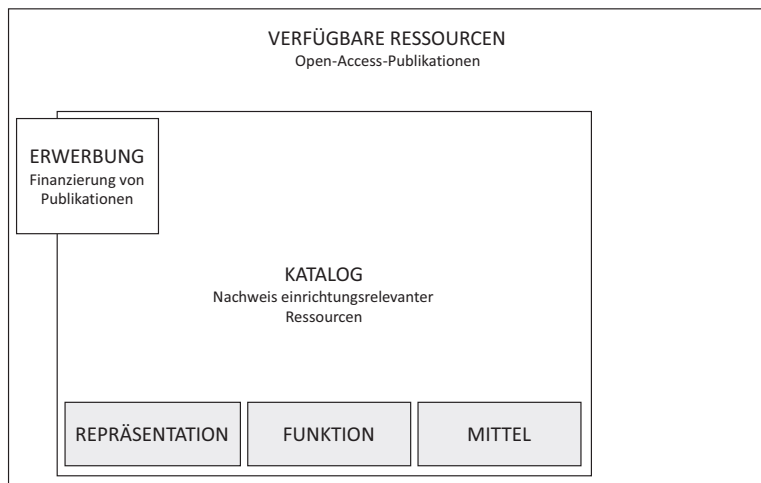 VERFÜGBARE RESSOURCEN
Open-Access-Publikationen
ERWERBUNG
Finanzierung von
Publikationen
KATALOG
Nachweis einrichtungsrelevanter
Ressourcen
REPRÄSENTATION
FUNKTION
MITTEL